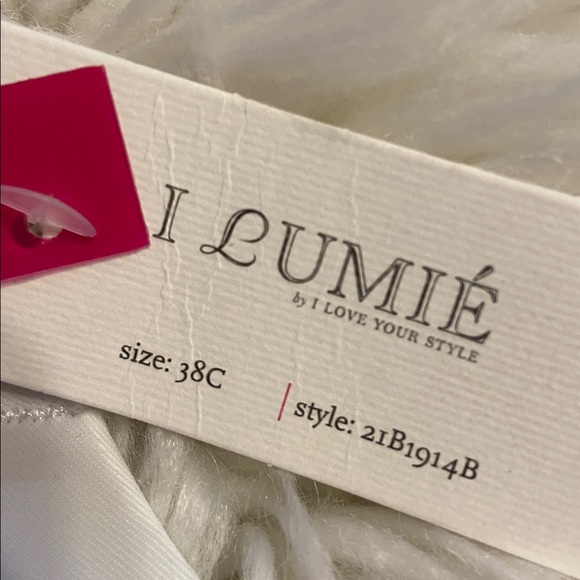 I LUMIÉ
by I LOVE YOUR STYLE
size: 38C
style: 21B1914B